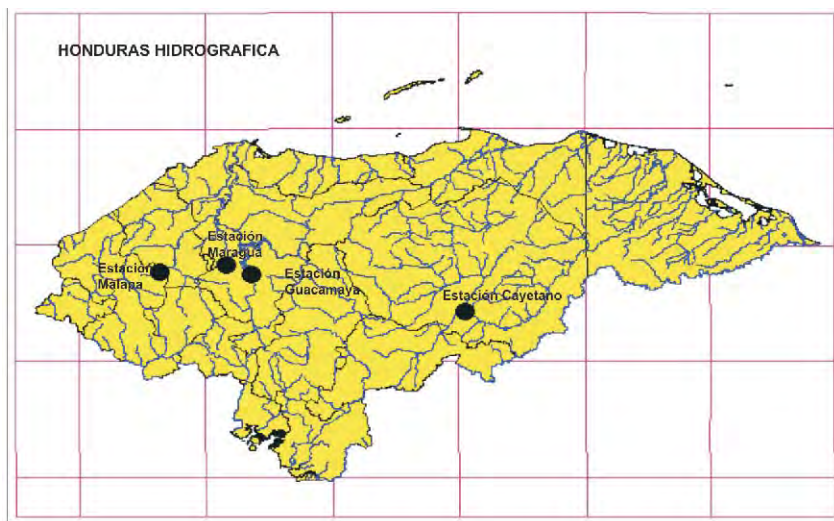 HONDURAS HIDROGRAFICA
Estación
Maragua
Estación
Malapa
Estación
Guacamaya
Estación Cayetano